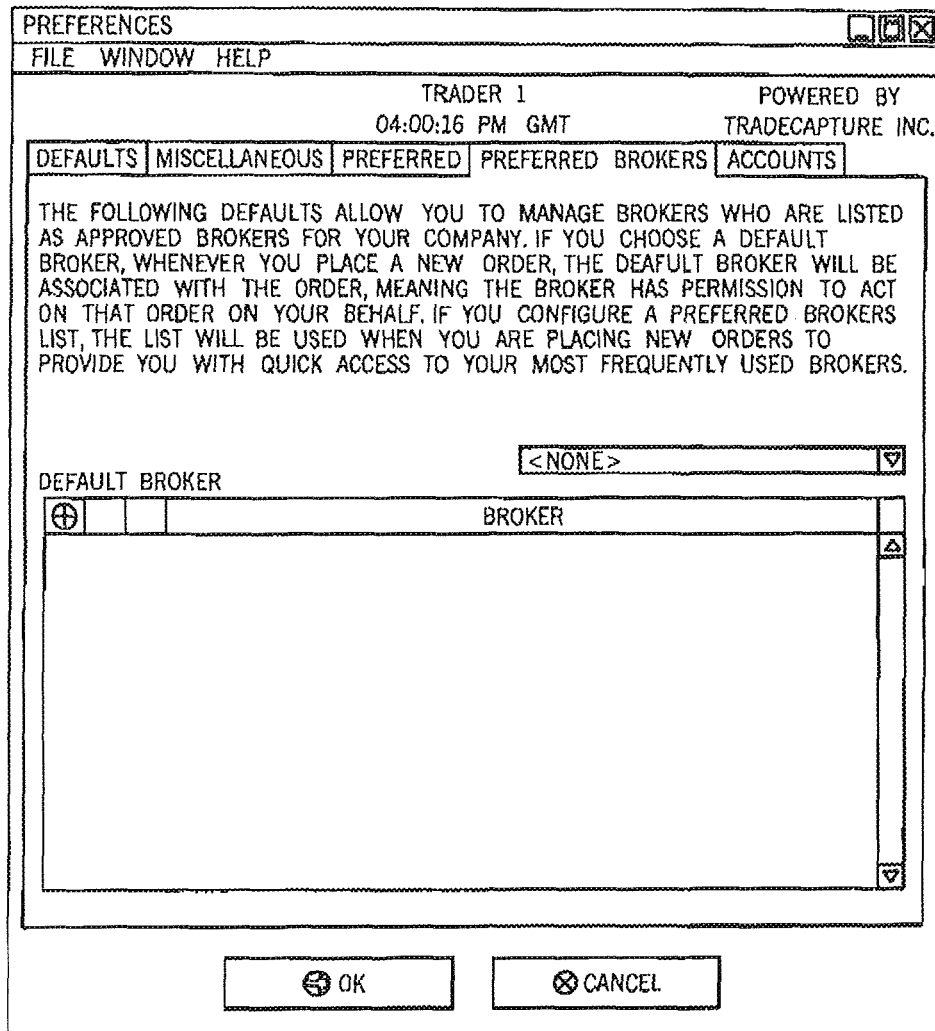 PREFERENCES
FILE WINDOW HELP
TRADER 1
POWERED BY
04:00:16 PM GMT
TRADECAPTURE INC.
DEFAULTS MISCELLANEOUS PREFERRED PREFERRED BROKERS ACCOUNTS
THE FOLLOWING DEFAULTS ALLOW YOU TO MANAGE BROKERS WHO ARE LISTED
AS APPROVED BROKERS FOR YOUR COMPANY. IF YOU CHOOSE A DEFAULT
BROKER, WHENEVER YOU PLACE A NEW ORDER, THE DEAFULT BROKER WILL BE
ASSOCIATED WITH THE ORDER, MEANING THE BROKER HAS PERMISSION TO ACT
ON THAT ORDER ON YOUR BEHALF. IF YOU CONFIGURE A PREFERRED BROKERS
LIST, THE LIST WILL BE USED WHEN YOU ARE PLACING NEW ORDERS TO
PROVIDE YOU WITH QUICK ACCESS TO YOUR MOST FREQUENTLY USED BROKERS.
<NONE>
DEFAULT BROKER
BROKER
OK
CANCEL